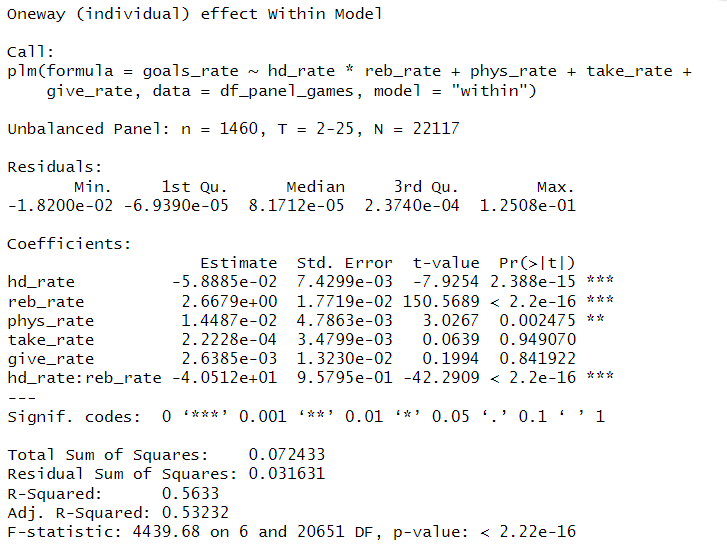 Oneway (individual) effect Within Model
Call:
plm(formula = goals_rate ~ hd_rate * reb_rate + phys_rate + take_rate +
    give_rate, data = df_panel_games, model = "within")
Unbalanced Panel: n = 1460, T = 2-25, N = 22117
Residuals:
       Min.     1st Qu.      Median     3rd Qu.        Max.
-1.8200e-02 -6.9390e-05  8.1712e-05  2.3740e-04  1.2508e-01
Coefficients:
                    Estimate  Std. Error  t-value  Pr(>|t|)
hd_rate          -5.8885e-02  7.4299e-03  -7.9254 2.388e-15 ***
reb_rate          2.6679e+00  1.7719e-02 150.5689 < 2.2e-16 ***
phys_rate         1.4487e-02  4.7863e-03   3.0267  0.002475 **
take_rate         2.2228e-04  3.4799e-03   0.0639  0.949070
give_rate         2.6385e-03  1.3230e-02   0.1994  0.841922
hd_rate:reb_rate -4.0512e+01  9.5795e-01 -42.2909 < 2.2e-16 ***
---
Signif. codes:  0 ‘***’ 0.001 ‘**’ 0.01 ‘*’ 0.05 ‘.’ 0.1 ‘ ’ 1
Total Sum of Squares:    0.072433
Residual Sum of Squares: 0.031631
R-Squared:      0.5633
Adj. R-Squared: 0.53232
F-statistic: 4439.68 on 6 and 20651 DF, p-value: < 2.22e-16